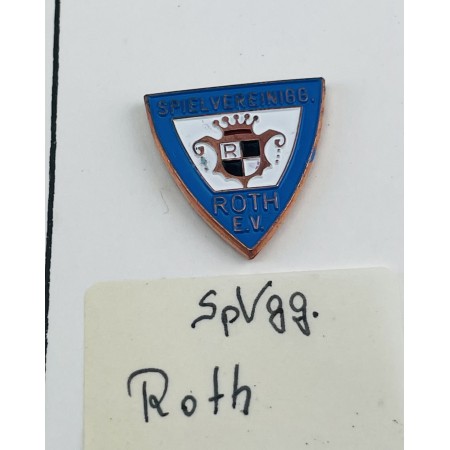 SPIELVEREINIGG.
R
ROTH
E.V.
SpVgg.
Roth